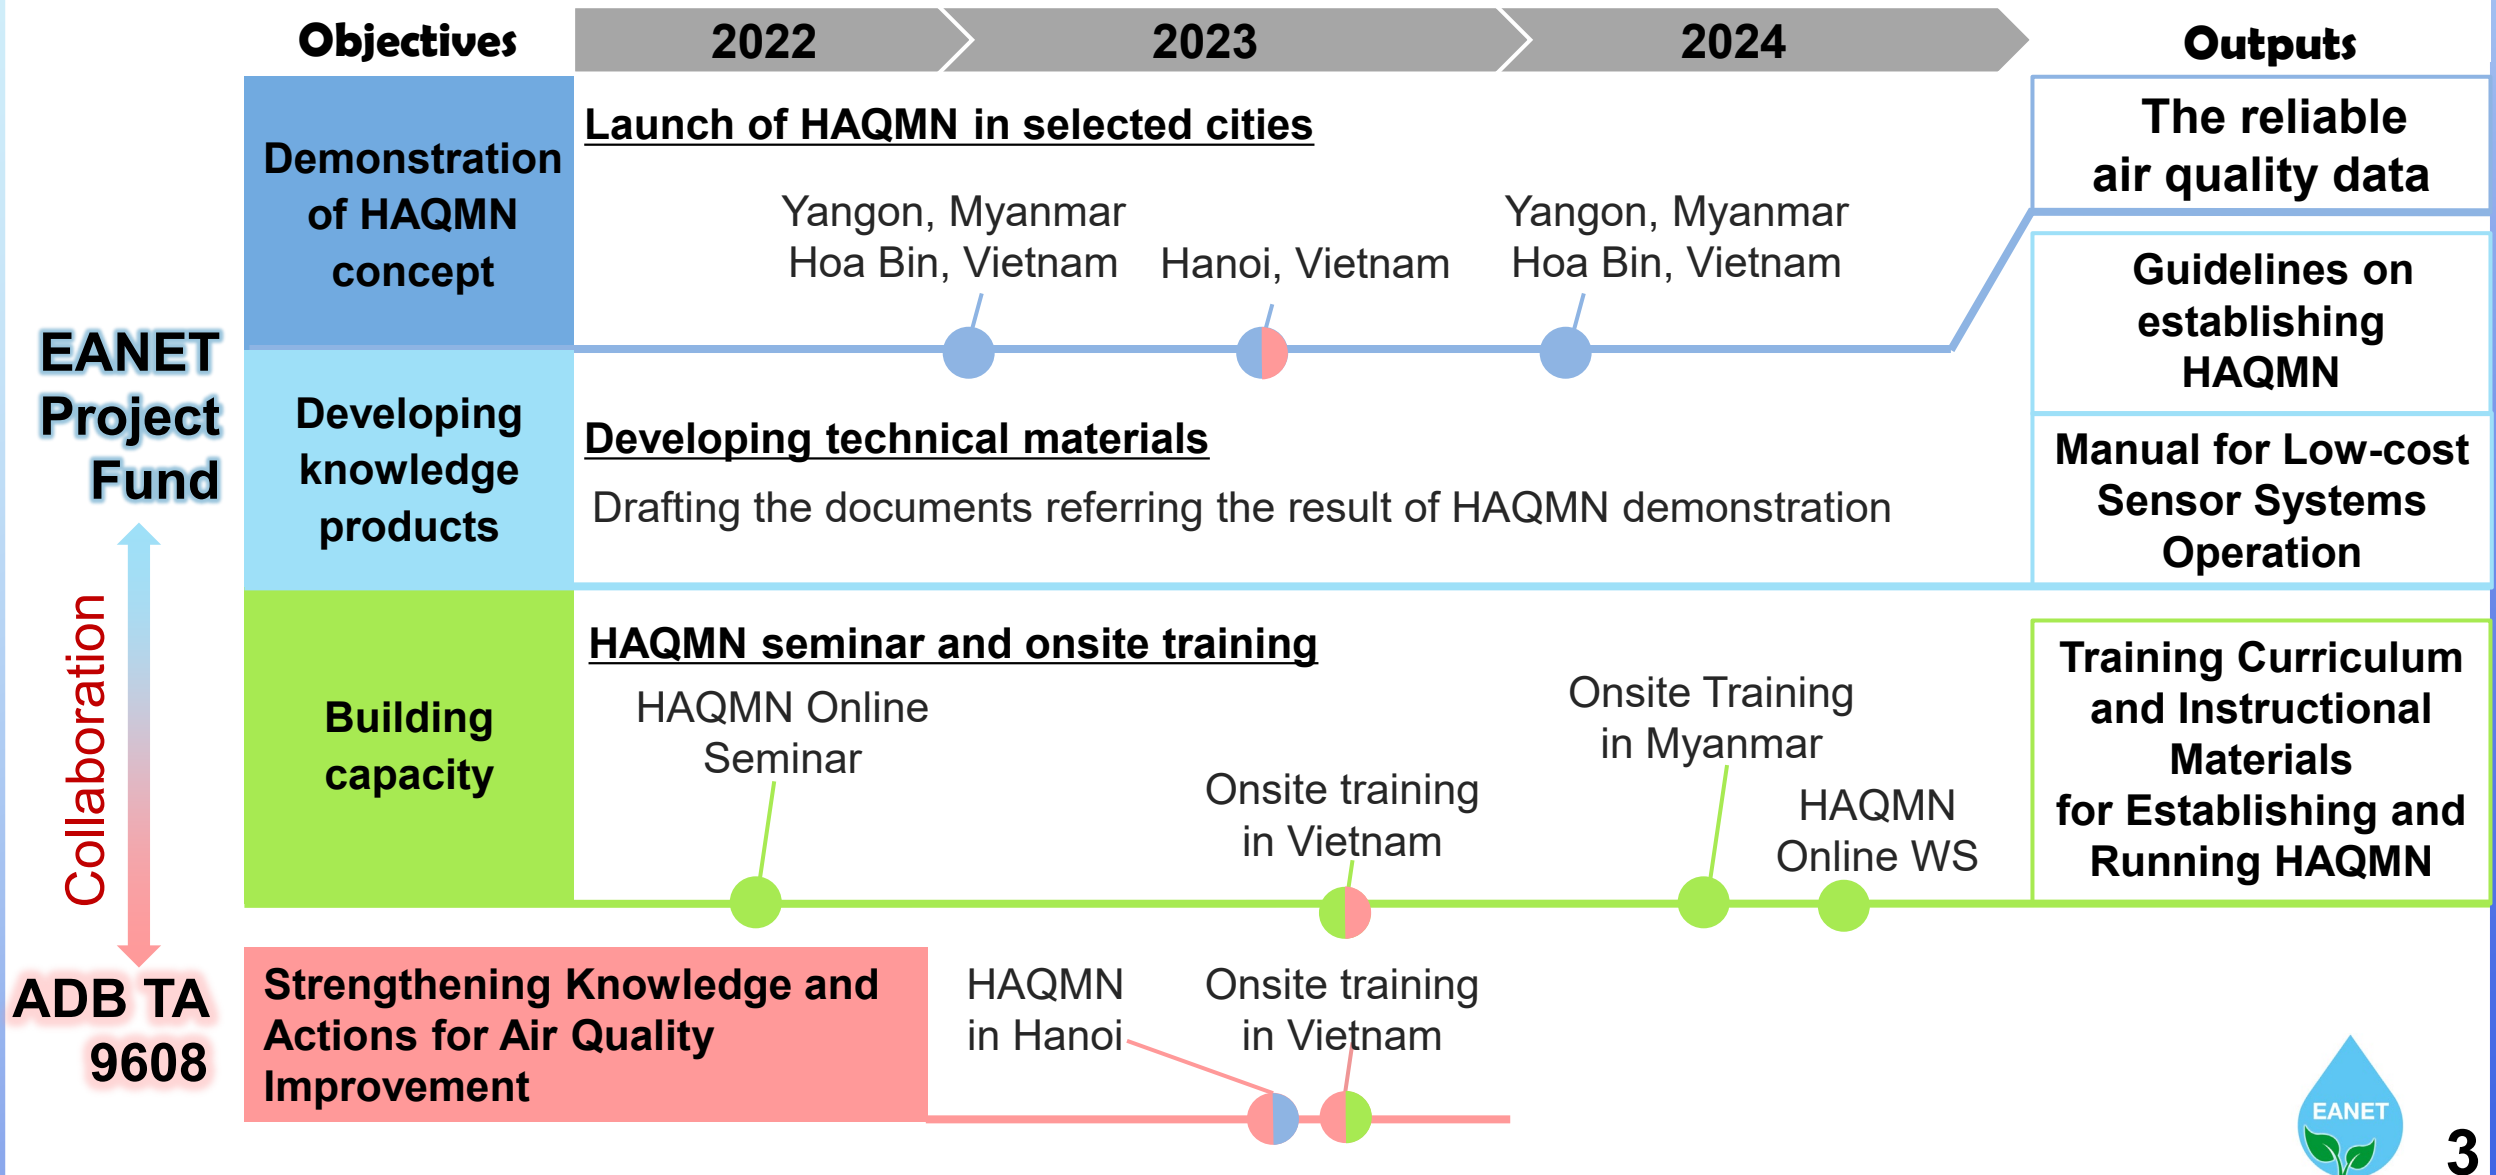 Objectives
2022
2023
2024
Outputs
EANET
Project
Fund
Collaboration
ADB TA
9608
Demonstration
of HAQMN
concept
Launch of HAQMN in selected cities
Yangon, Myanmar
Hoa Bin, Vietnam
Hanoi, Vietnam
Yangon, Myanmar
Hoa Bin, Vietnam
The reliable
air quality data
Guidelines on
establishing
HAQMN
Developing
knowledge
products
Developing technical materials
Drafting the documents referring the result of HAQMN demonstration
Manual for Low-cost
Sensor Systems
Operation
Building
capacity
HAQMN seminar and onsite training
HAQMN Online
Seminar
Onsite training
in Vietnam
Onsite Training
in Myanmar
HAQMN
Online WS
Training Curriculum
and Instructional
Materials
for Establishing and
Running HAQMN
Strengthening Knowledge and
Actions for Air Quality
Improvement
HAQMN
in Hanoi
Onsite training
in Vietnam
EANET
3